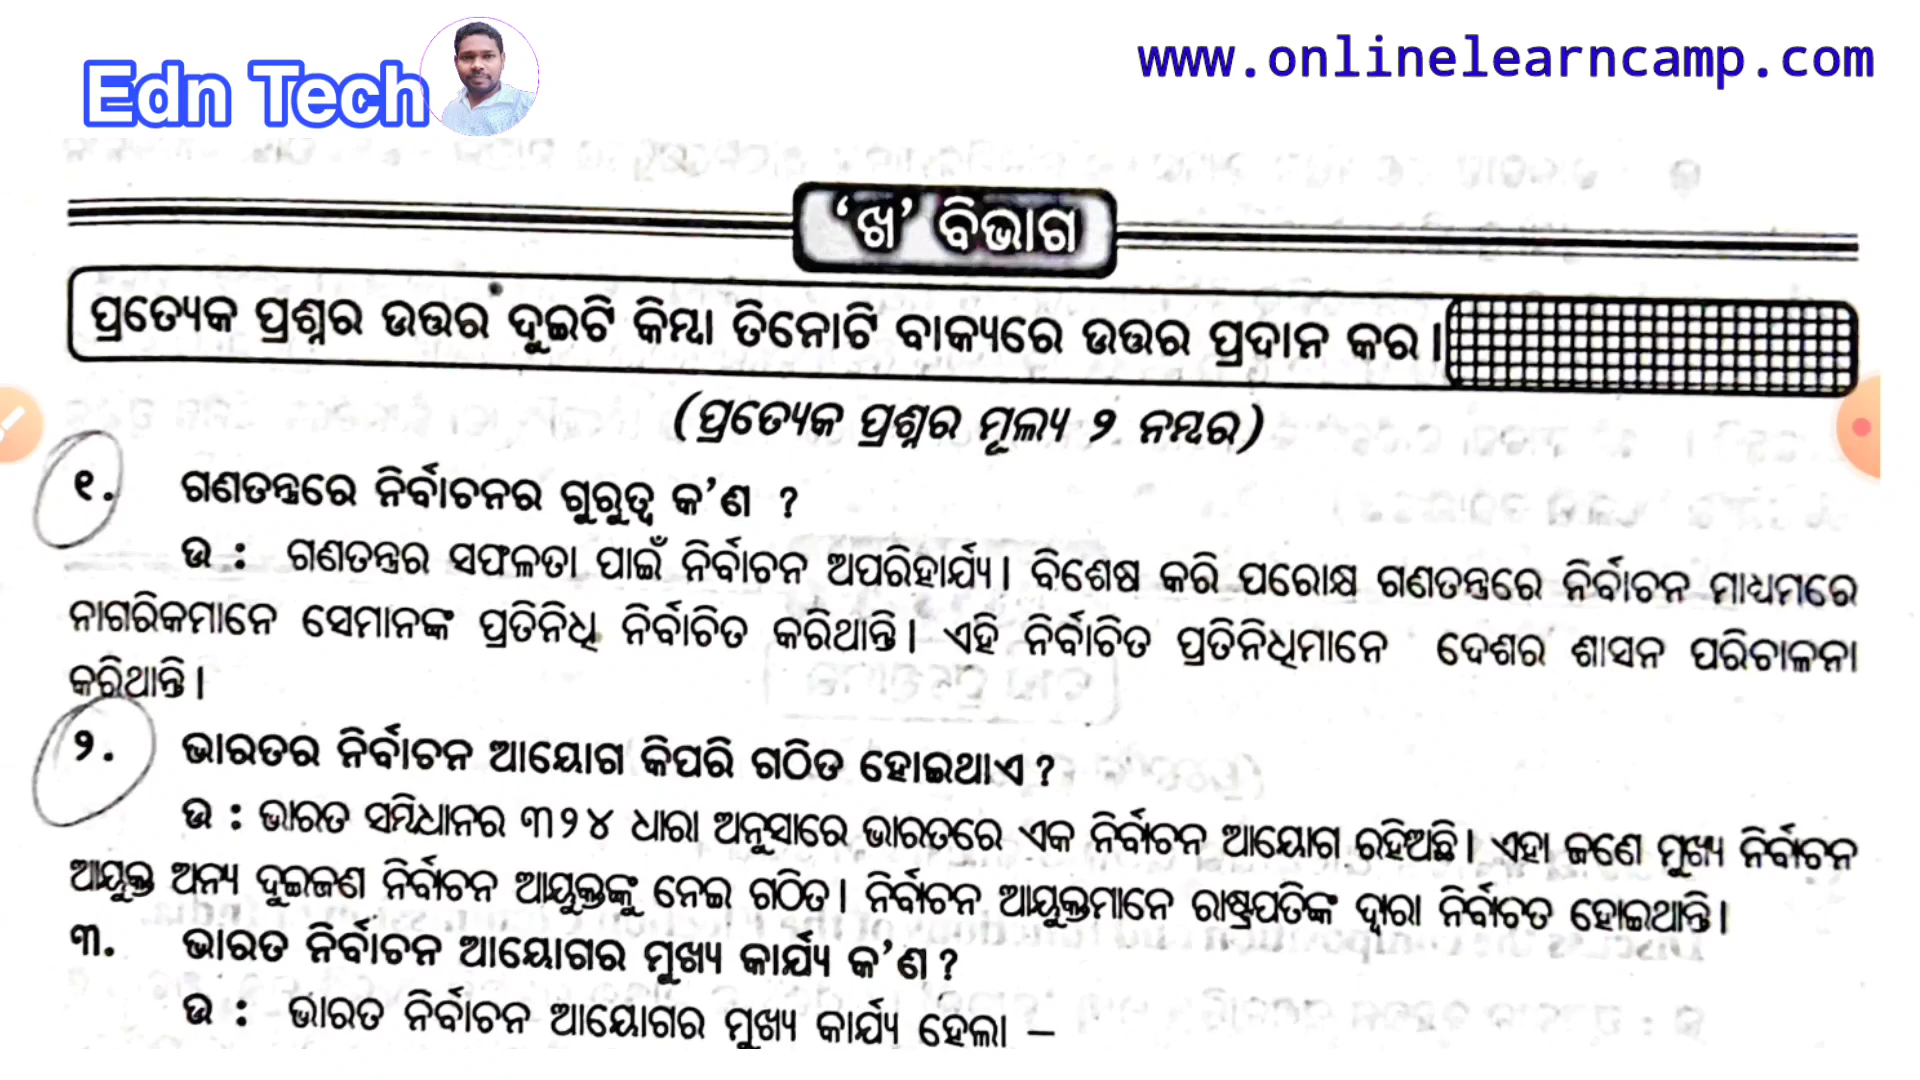 Edn Tech
www.onlinelearncamp.com
‘ଖ’ ବିଭାଗ
ପ୍ରତ୍ୟେକ ପ୍ରଶ୍ନର ଉତ୍ତର ଦୁଇଟି କିମ୍ବା ତିନୋଟି ବାକ୍ୟରେ ଉତ୍ତର ପ୍ରଦାନ କର ।
(ପ୍ରତ୍ୟେକ ପ୍ରଶ୍ନର ମୂଲ୍ୟ ୨ ନମ୍ବର)
୧. ଗଣତନ୍ତ୍ରରେ ନିର୍ବାଚନର ଗୁରୁତ୍ୱ କ’ଣ ?
ଉ : ଗଣତନ୍ତ୍ରର ସଫଳତା ପାଇଁ ନିର୍ବାଚନ ଅପରିହାର୍ଯ୍ୟ। ବିଶେଷ କରି ପରୋକ୍ଷ ଗଣତନ୍ତ୍ରରେ ନିର୍ବାଚନ ମାଧ୍ୟମରେ
ନାଗରିକମାନେ ସେମାନଙ୍କ ପ୍ରତିନିଧି ନିର୍ବାଚିତ କରିଥାନ୍ତି। ଏହି ନିର୍ବାଚିତ ପ୍ରତିନିଧିମାନେ ଦେଶର ଶାସନ ପରିଚାଳନା
କରିଥାନ୍ତି।
୨. ଭାରତର ନିର୍ବାଚନ ଆୟୋଗ କିପରି ଗଠିତ ହୋଇଥାଏ ?
ଉ : ଭାରତ ସମ୍ବିଧାନର ୩୨୪ ଧାରା ଅନୁସାରେ ଭାରତରେ ଏକ ନିର୍ବାଚନ ଆୟୋଗ ରହିଅଛି। ଏହା ଜଣେ ମୁଖ୍ୟ ନିର୍ବାଚନ
ଆୟୁକ୍ତ ଅନ୍ୟ ଦୁଇଜଣ ନିର୍ବାଚନ ଆୟୁକ୍ତଙ୍କୁ ନେଇ ଗଠିତ। ନିର୍ବାଚନ ଆୟୁକ୍ତମାନେ ରାଷ୍ଟ୍ରପତିଙ୍କ ଦ୍ୱାରା ନିର୍ବାଚତ ହୋଇଥାନ୍ତି।
୩. ଭାରତ ନିର୍ବାଚନ ଆୟୋଗର ମୁଖ୍ୟ କାର୍ଯ୍ୟ କ’ଣ ?
ଉ : ଭାରତ ନିର୍ବାଚନ ଆୟୋଗର ମୁଖ୍ୟ କାର୍ଯ୍ୟ ହେଲା –